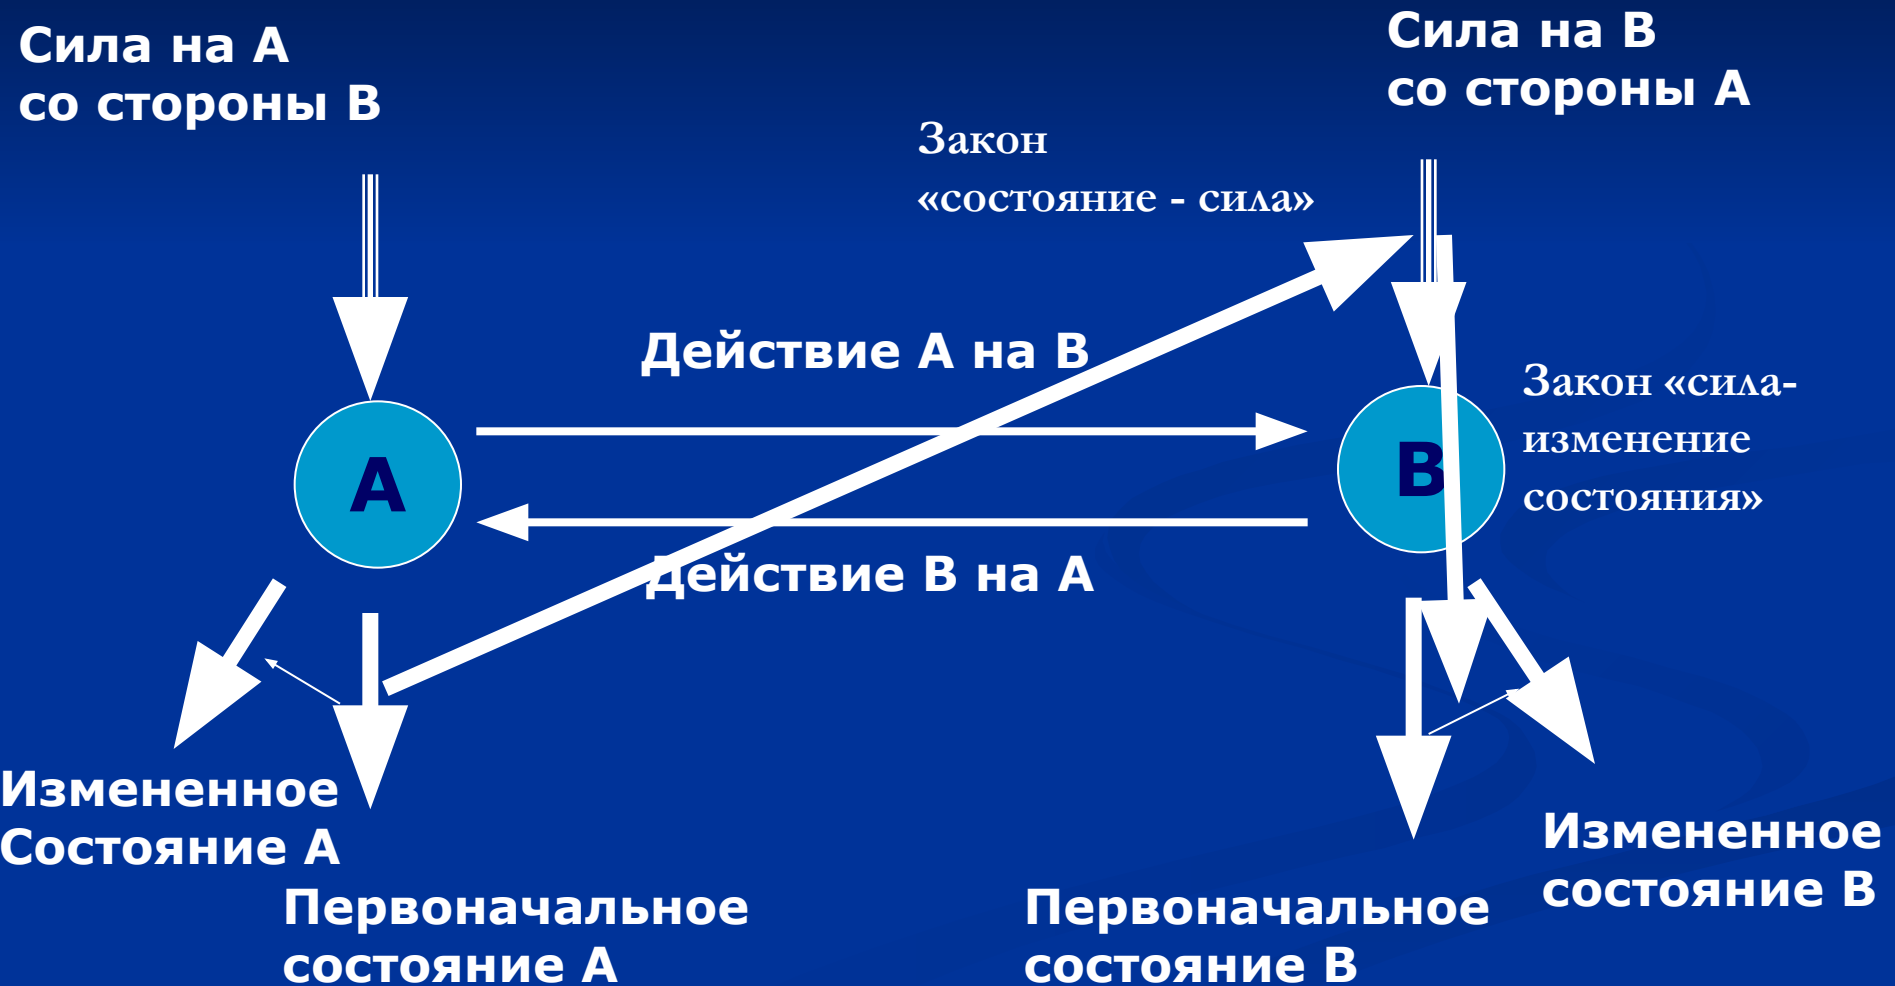 Сила на А
со стороны В
Сила на В
со стороны А
Закон
«состояние - сила»
Действие А на В
Закон «сила-
изменение
состояния»
А
В
Действие В на А
Измененное
Состояние А
Первоначальное
состояние А
Первоначальное
состояние В
Измененное
состояние В